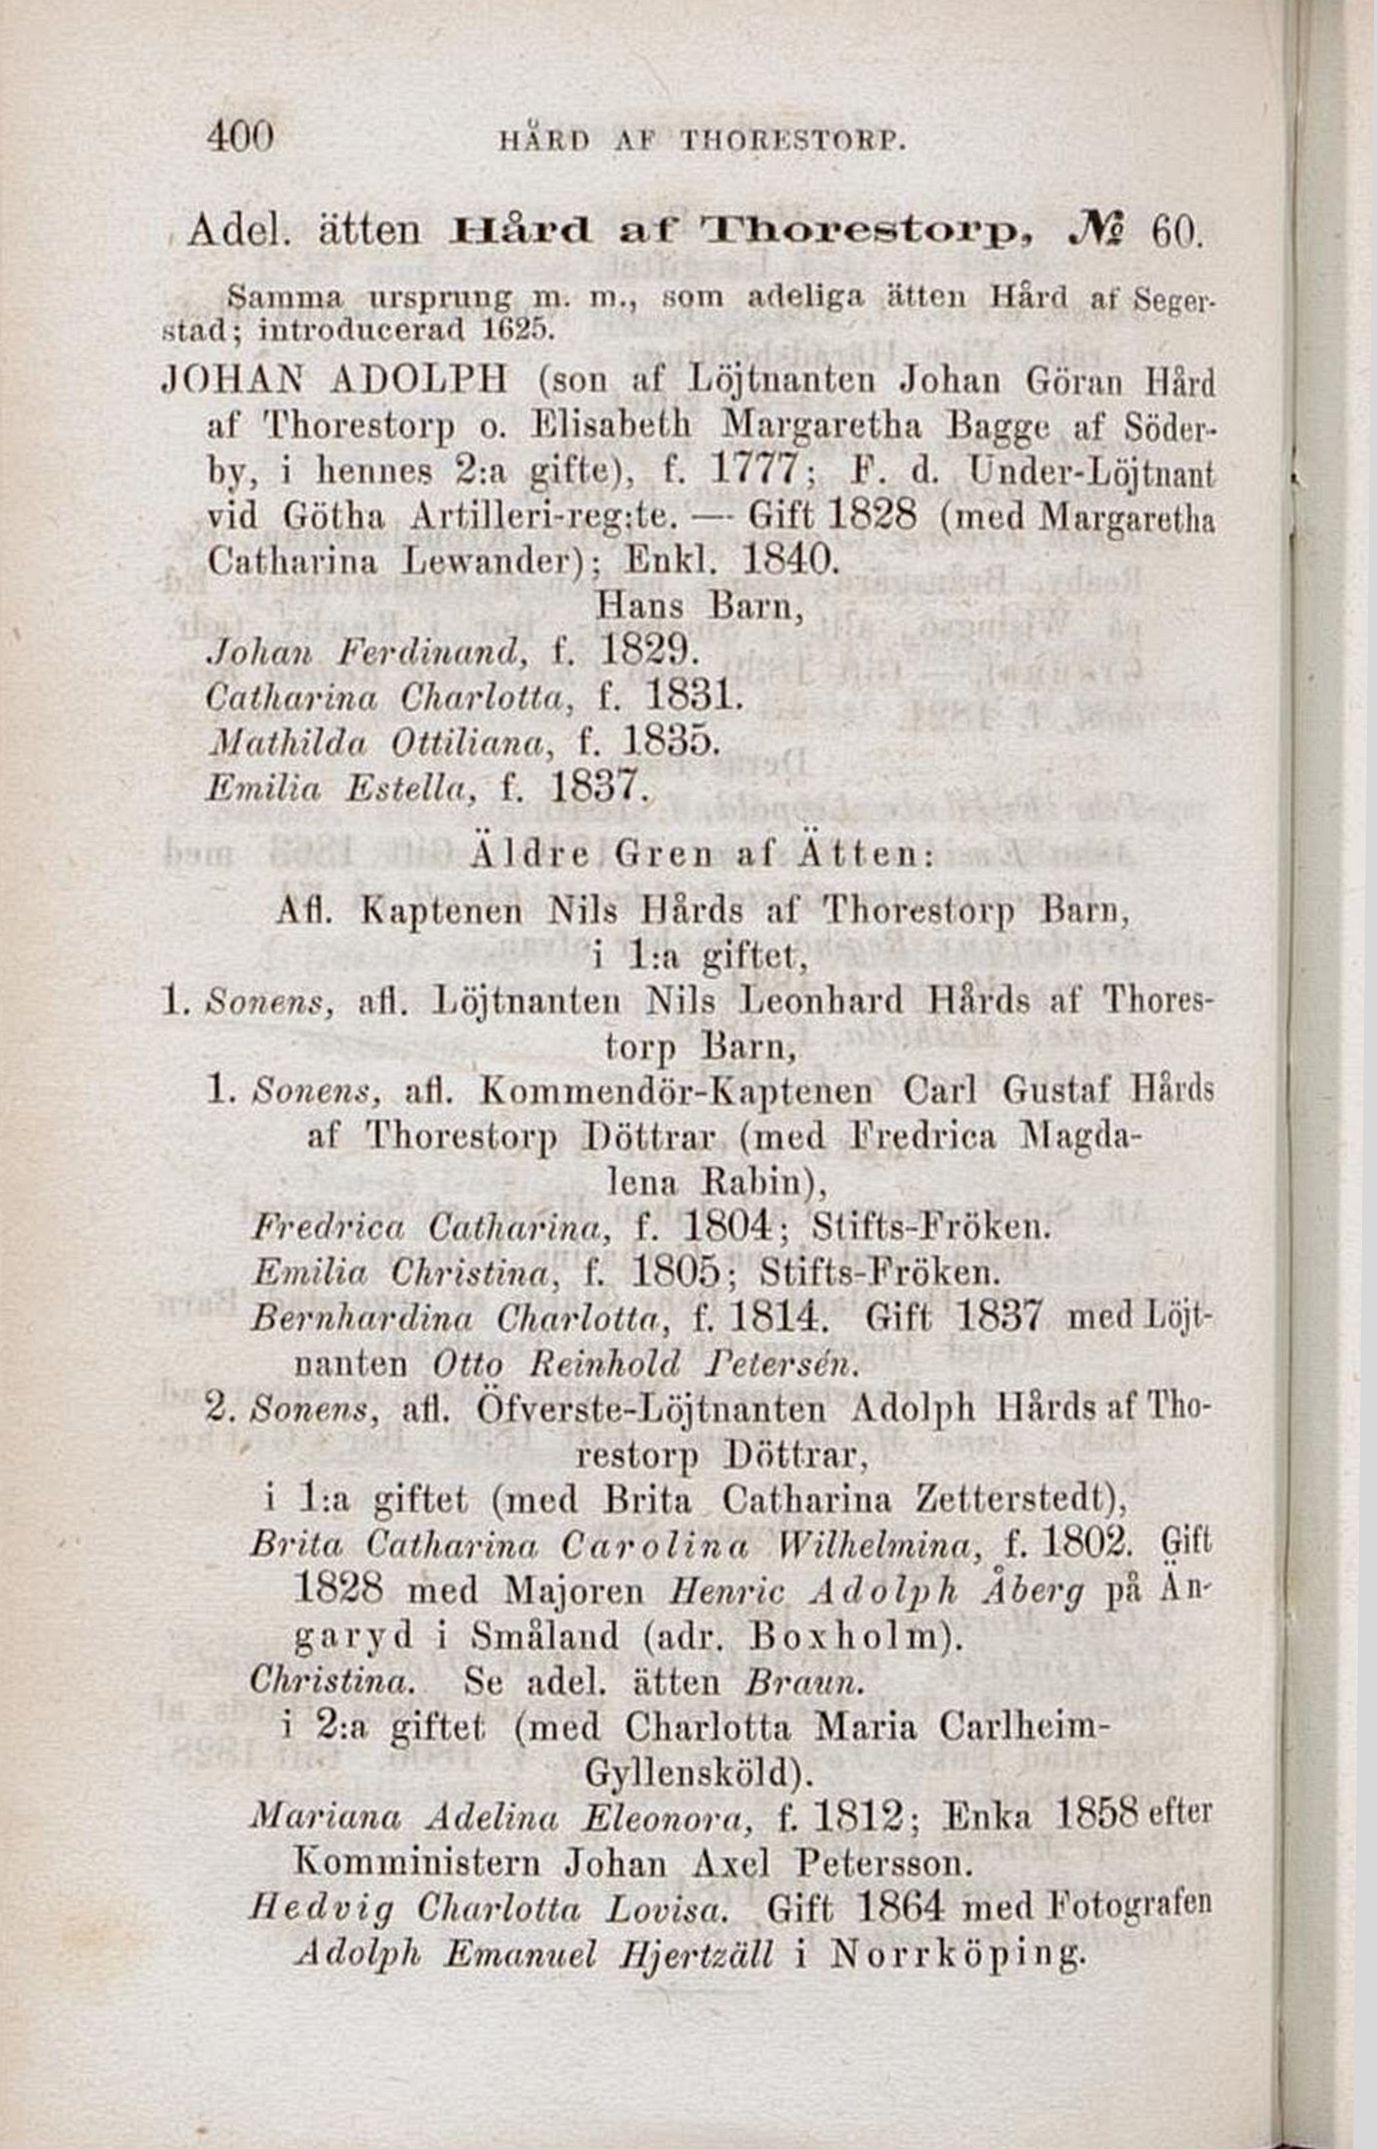 400 HÅRD AF THORESTORP.
Adel. ätten Hård af Thorestorp, № 60.
Samma ursprung m. m., som adeliga ätten Hård af Seger-
stad; introducerad 1625.
JOHAN ADOLPH (son af Löjtnanten Johan Göran Hård
af Thorestorp o. Elisabeth Margaretha Bagge af Söder-
by, i hennes 2:a gifte), f. 1777; F. d. Under-Löjtnant
vid Götha Artilleri-reg:te. — Gift 1828 (med Margaretha
Catharina Lewander); Enkl. 1840.
Hans Barn,
Johan Ferdinand, f. 1829.
Catharina Charlotta, f. 1831.
Mathilda Ottiliana, f. 1835.
Emilia Estella, f. 1837.
Äldre Gren af Ätten:
Afl. Kaptenen Nils Hårds af Thorestorp Barn,
i 1:a giftet,
1. Sonens, afl. Löjtnanten Nils Leonhard Hårds af Thores-
torp Barn,
1. Sonens, afl. Kommendör-Kaptenen Carl Gustaf Hårds
af Thorestorp Döttrar (med Fredrica Magda-
lena Rabin),
Fredrica Catharina, f. 1804; Stifts-Fröken.
Emilia Christina, f. 1805; Stifts-Fröken.
Bernhardina Charlotta, f. 1814. Gift 1837 med Löjt-
nanten Otto Reinhold Petersén.
2. Sonens, afl. Öfverste-Löjtnanten Adolph Hårds af Tho-
restorp Döttrar,
i 1:a giftet (med Brita Catharina Zetterstedt),
Brita Catharina Carolina Wilhelmina, f. 1802. Gift
1828 med Majoren Henric Adolph Åberg på Än-
garyd i Småland (adr. Boxholm).
Christina. Se adel. ätten Braun.
i 2:a giftet (med Charlotta Maria Carlheim-
Gyllensköld).
Mariana Adelina Eleonora, f. 1812; Enka 1858 efter
Komministern Johan Axel Petersson.
Hedvig Charlotta Lovisa. Gift 1864 med Fotografen
Adolph Emanuel Hjertzäll i Norrköping.